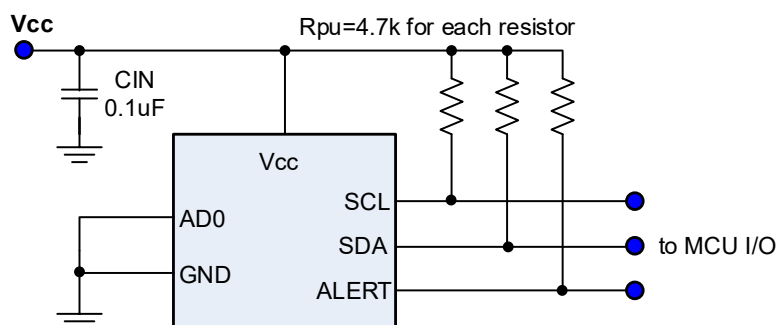 Vcc
Rpu=4.7k for each resistor
CIN
0.1uF
Vcc
SCL
AD0
SDA
to MCU I/O
GND
ALERT